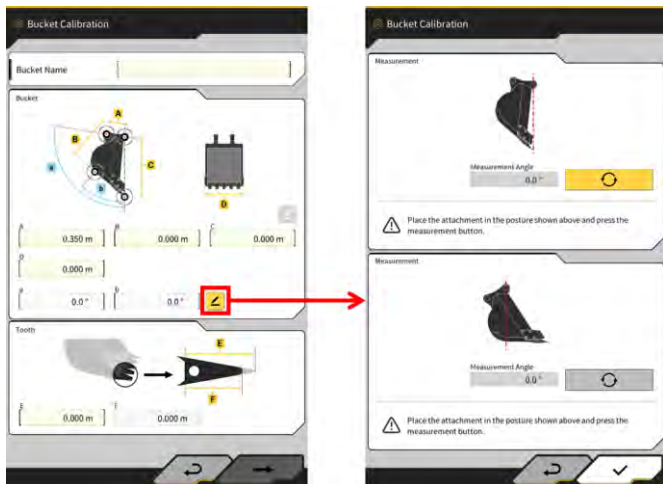 Bucket Calibration
Bucket Name
Bucket
A
B
C
a
b
D
A
0.350 m
B
0.000 m
C
0.000 m
D
0.000 m
a
0.0 °
b
0.0 °
Tooth
E
F
E
0.000 m
F
0.000 m
Bucket Calibration
Measurement
Measurement Angle
0.0 °
Place the attachment in the posture shown above and press the
measurement button.
Measurement
Measurement Angle
0.0 °
Place the attachment in the posture shown above and press the
measurement button.